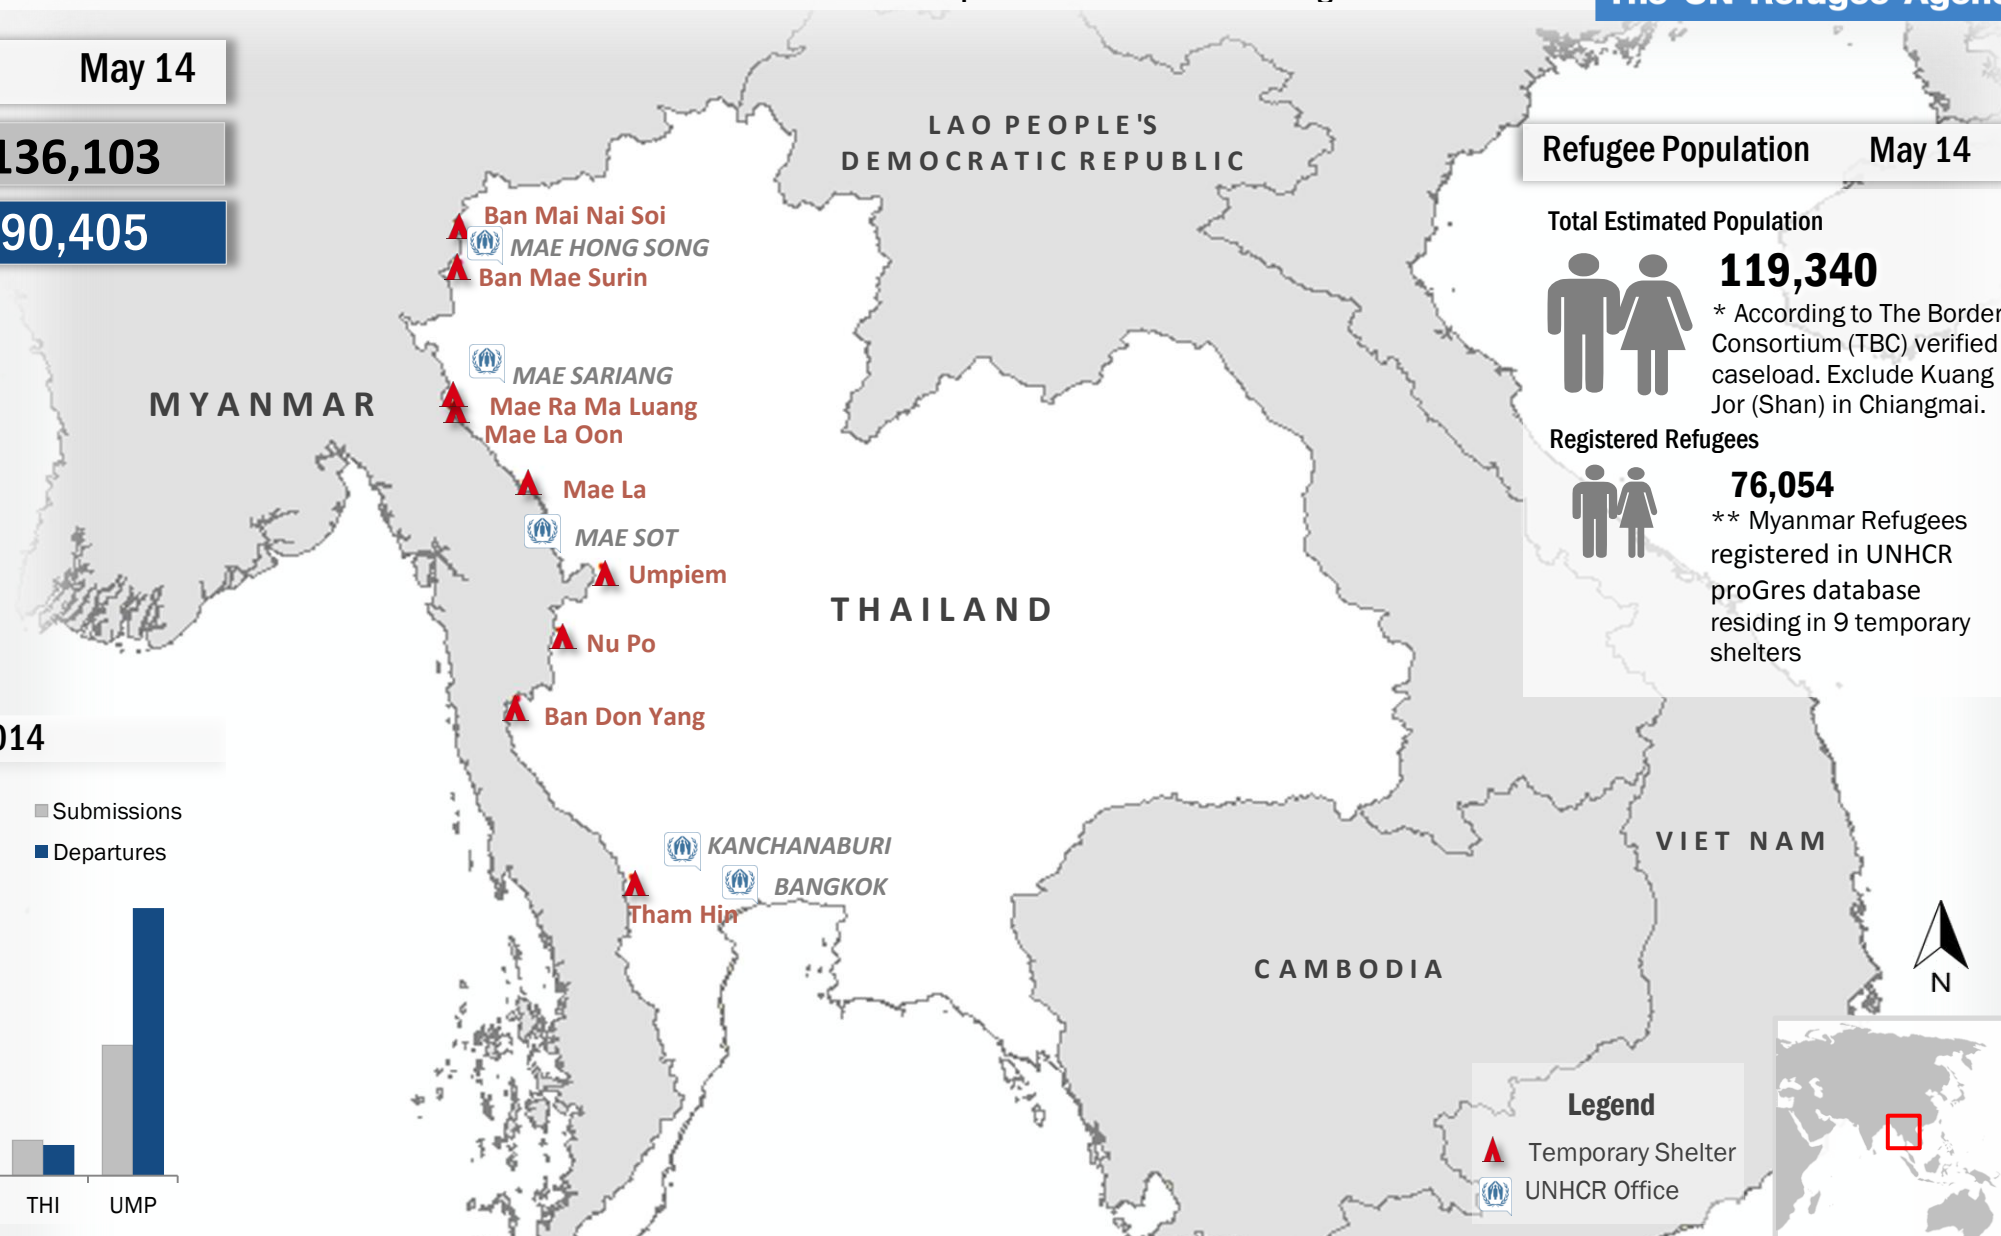 May 14
136,103
90,405
LAO PEOPLE'S
DEMOCRATIC REPUBLIC
Refugee Population May 14
Total Estimated Population
119,340
* According to The Border
Consortium (TBC) verified
caseload. Exclude Kuang
Jor (Shan) in Chiangmai.
Registered Refugees
76,054
** Myanmar Refugees
registered in UNHCR
proGres database
residing in 9 temporary
shelters
Ban Mai Nai Soi
MAE HONG SONG
Ban Mae Surin
MYANMAR
MAE SARIANG
Mae Ra Ma Luang
Mae La Oon
Mae La
MAE SOT
Umpiem
THAILAND
Nu Po
Ban Don Yang
014
Submissions
Departures
THI UMP
KANCHANABURI
BANGKOK
Tham Hin
VIET NAM
CAMBODIA
N
Legend
Temporary Shelter
UNHCR Office